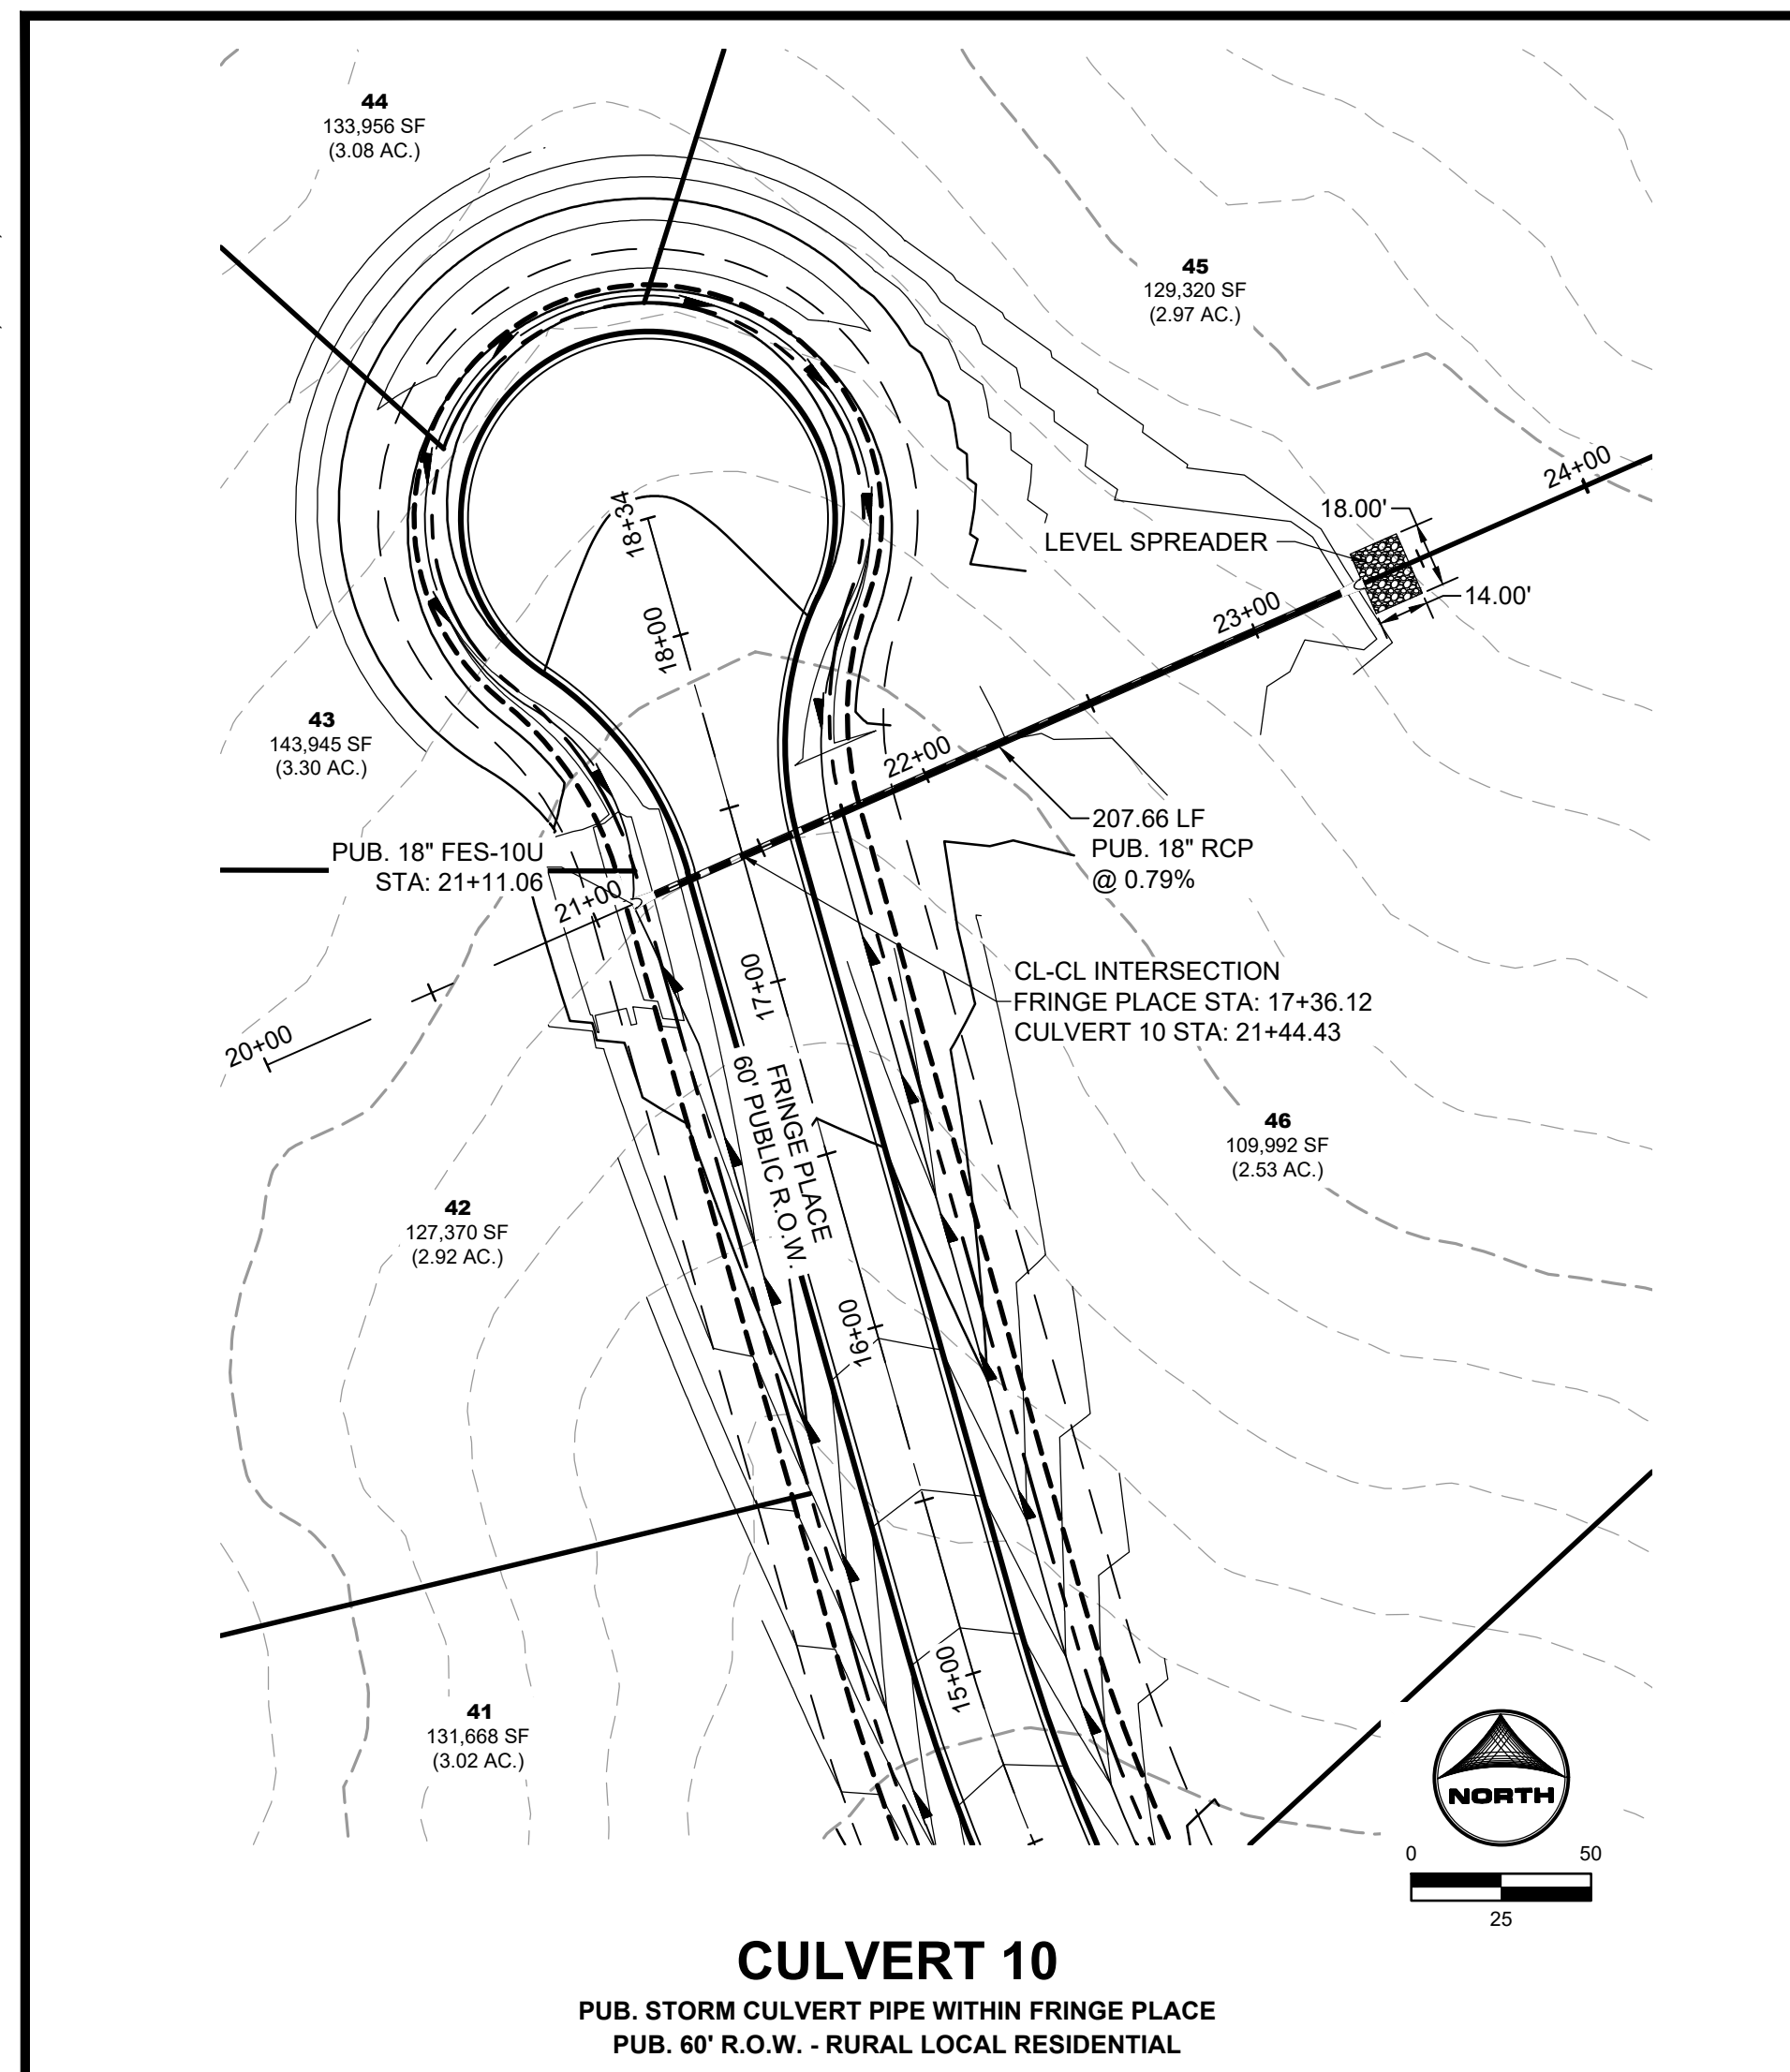 44
133,956 SF
(3.08 AC.)
45
129,320 SF
(2.97 AC.)
24+00
18.00'
LEVEL SPREADER
14.00'
23+00
18+34
18+00
43
143,945 SF
(3.30 AC.)
22+00
207.66 LF
PUB. 18" RCP
@ 0.79%
PUB. 18" FES-10U
STA: 21+11.06
21+00
17+00
CL-CL INTERSECTION
FRINGE PLACE STA: 17+36.12
CULVERT 10 STA: 21+44.43
20+00
FRINGE PLACE
60' PUBLIC R.O.W.
46
109,992 SF
(2.53 AC.)
42
127,370 SF
(2.92 AC.)
16+00
15+00
41
131,668 SF
(3.02 AC.)
NORTH
0 50
25
CULVERT 10
PUB. STORM CULVERT PIPE WITHIN FRINGE PLACE
PUB. 60' R.O.W. - RURAL LOCAL RESIDENTIAL